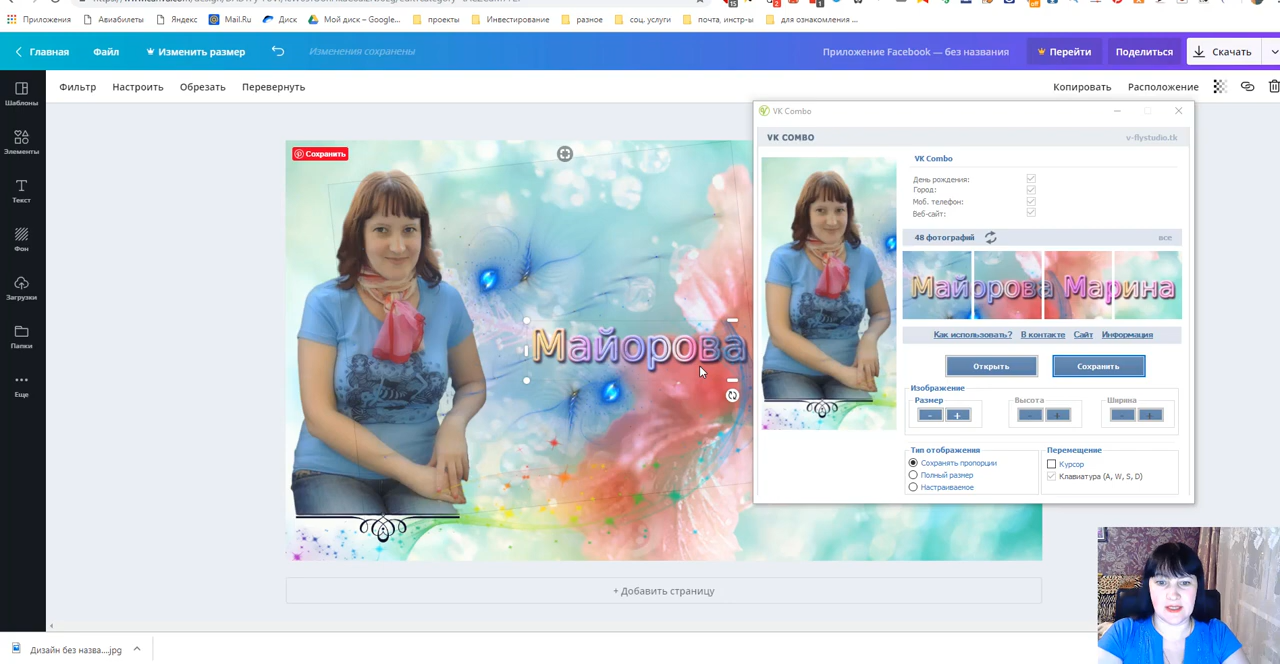 Приложения Авиабилеты Яндекс Mail.Ru Диск Мой диск – Google... проекты Инвестирование разное соц. услуги почта, инстр-ы для ознакомления ...
Главная Файл Изменить размер Изменения сохранены Приложение Facebook — без названия Перейти Поделиться Скачать
Фильтр Настроить Обрезать Перевернуть Копировать Расположение
Шаблоны
Элементы
Текст
Фон
Загрузки
Папки
Еще
Сохранить
Майорова
VK Combo
VK COMBO v-flystudio.tk
VK Combo
День рождения:
Город:
Моб. телефон:
Веб-сайт:
48 фотографий все
Майорова Марина
Как использовать? В контакте Сайт Информация
Открыть Сохранить
Изображение
Размер Высота Ширина
- + - + - +
Тип отображения Перемещение
Сохранять пропорции Курсор
Полный размер Клавиатура (A, W, S, D)
Настраиваемое
+ Добавить страницу
Дизайн без назва....jpg